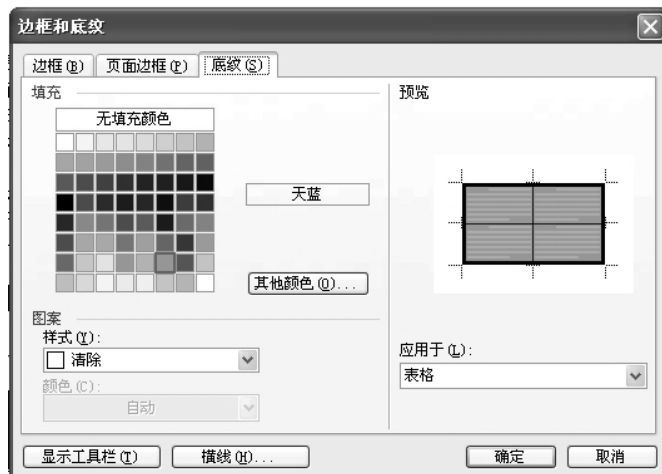 边框和底纹
边框(B) 页面边框(P) 底纹(S)
填充
无填充颜色
天蓝
其他颜色(O)...
图案
样式(Y):
清除
颜色(C):
自动
预览
应用于(L):
表格
显示工具栏(T) 横线(H)... 确定 取消